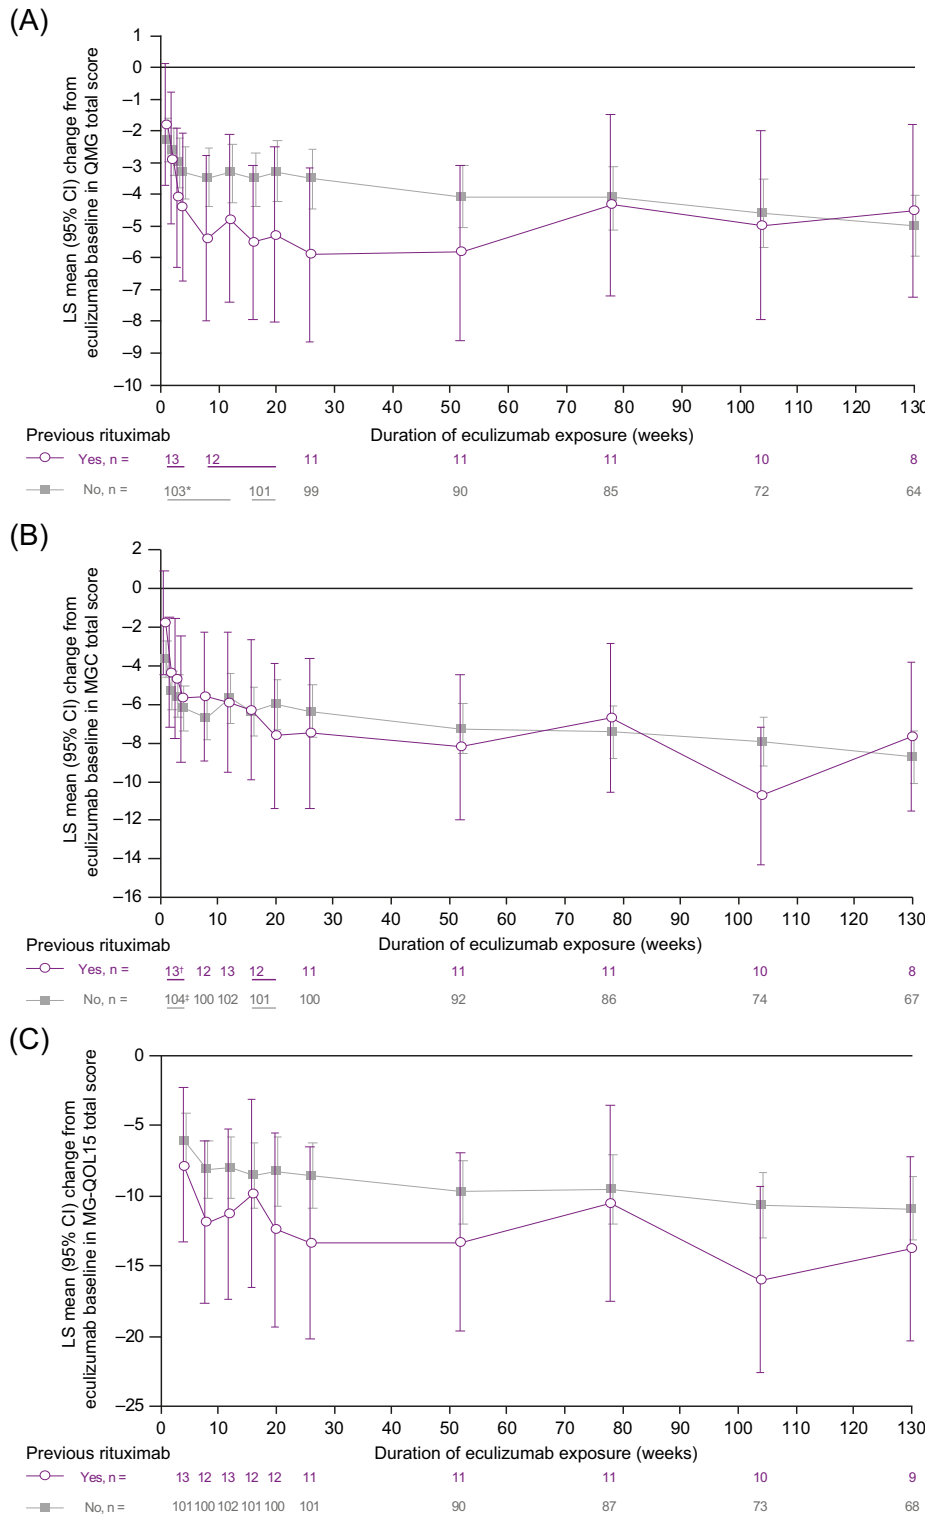 (A)
LS mean (95% CI) change from
eculizumab baseline in QMG total score
1
0
–1
–2
–3
–4
–5
–6
–7
–8
–9
–10
0 10 20 30 40 50 60 70 80 90 100 110 120 130
Previous rituximab Duration of eculizumab exposure (weeks)
Yes, n = 13 12 11 11 11 10 8
No, n = 103* 101 99 90 85 72 64
(B)
LS mean (95% CI) change from
eculizumab baseline in MGC total score
2
0
–2
–4
–6
–8
–10
–12
–14
–16
0 10 20 30 40 50 60 70 80 90 100 110 120 130
Previous rituximab Duration of eculizumab exposure (weeks)
Yes, n = 13† 12 13 12 11 11 11 10 8
No, n = 104‡ 100 102 101 100 92 86 74 67
(C)
LS mean (95% CI) change from
eculizumab baseline in MG-QOL15 total score
0
–5
–10
–15
–20
–25
0 10 20 30 40 50 60 70 80 90 100 110 120 130
Previous rituximab Duration of eculizumab exposure (weeks)
Yes, n = 13 12 13 12 12 11 11 11 10 9
No, n = 101 100 102 101 100 101 90 87 73 68